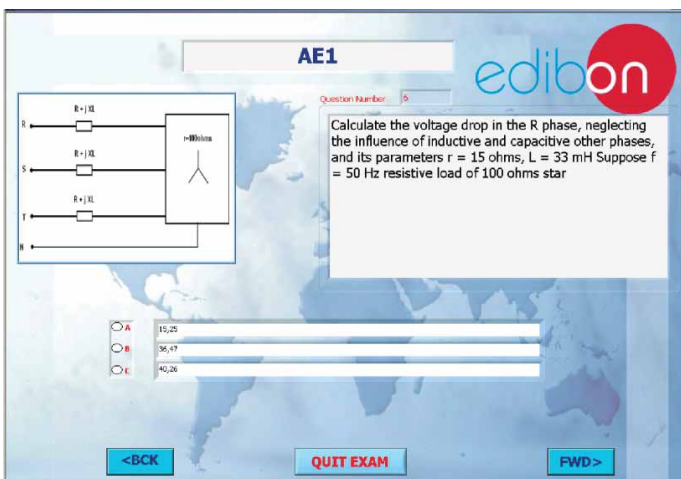 AE1
edibon
Question Number 6
Calculate the voltage drop in the R phase, neglecting
the influence of inductive and capacitive other phases,
and its parameters r = 15 ohms, L = 33 mH Suppose f
= 50 Hz resistive load of 100 ohms star
R + j XL
R
r=100ohms
R + j XL
S
R + j XL
T
N
A 15,25
B 36,47
C 40,26
<BCK
QUIT EXAM
FWD>